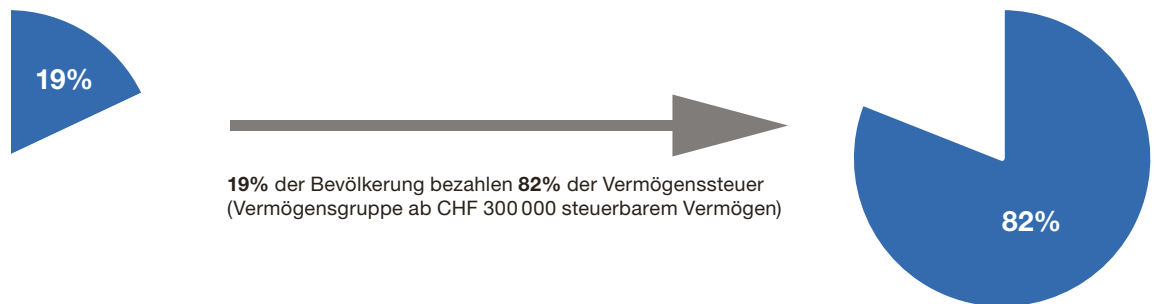 19%
19% der Bevölkerung bezahlen 82% der Vermögenssteuer
(Vermögensgruppe ab CHF 300 000 steuerbarem Vermögen)
82%